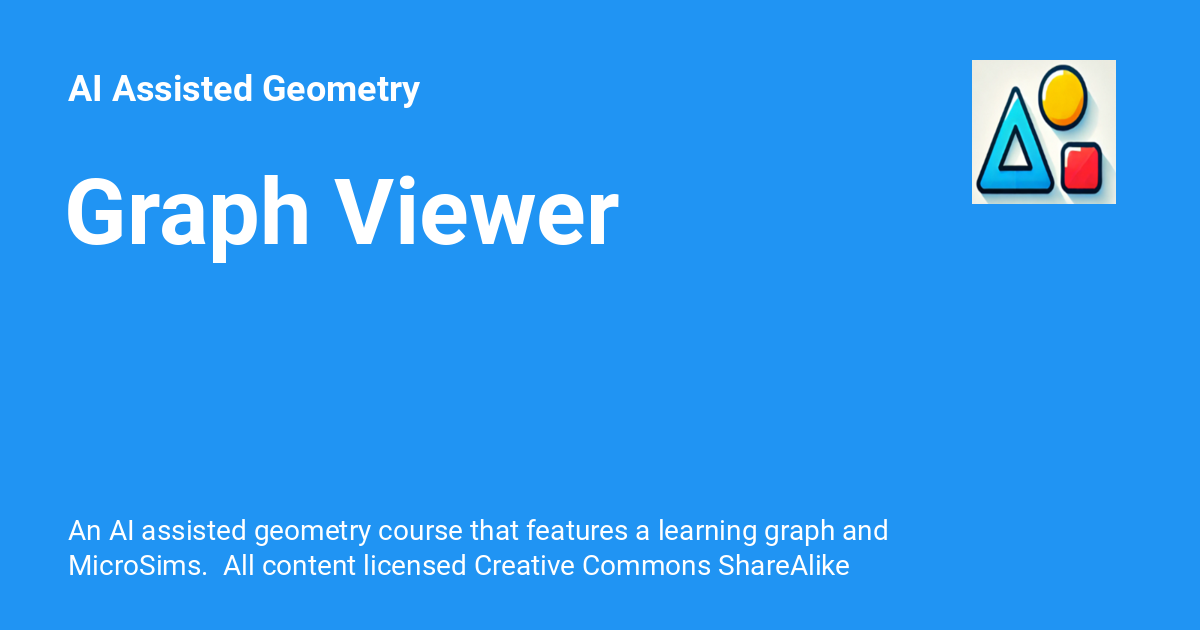 AI Assisted Geometry
Graph Viewer
An AI assisted geometry course that features a learning graph and
MicroSims.  All content licensed Creative Commons ShareAlike